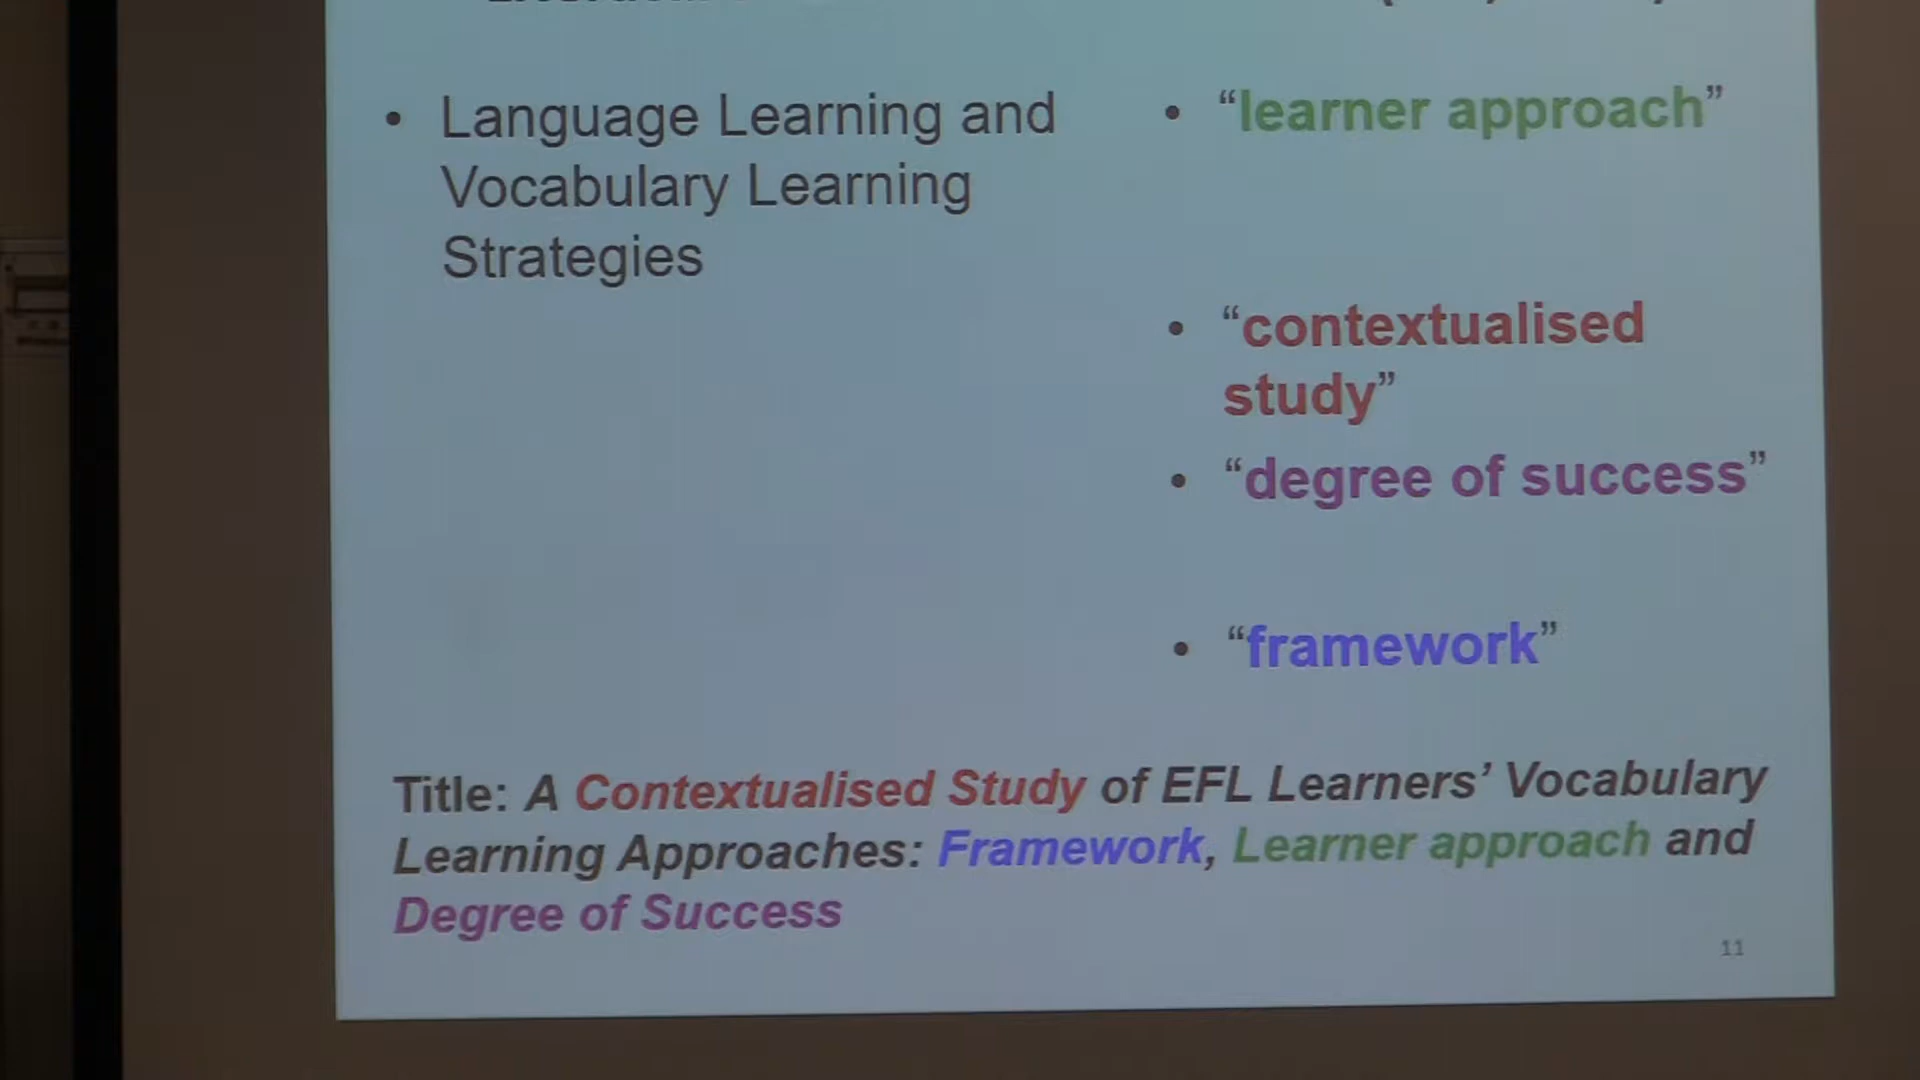 • Language Learning and
Vocabulary Learning
Strategies
• “learner approach”
• “contextualised
study”
• “degree of success”
• “framework”
Title: A Contextualised Study of EFL Learners’ Vocabulary
Learning Approaches: Framework, Learner approach and
Degree of Success
11